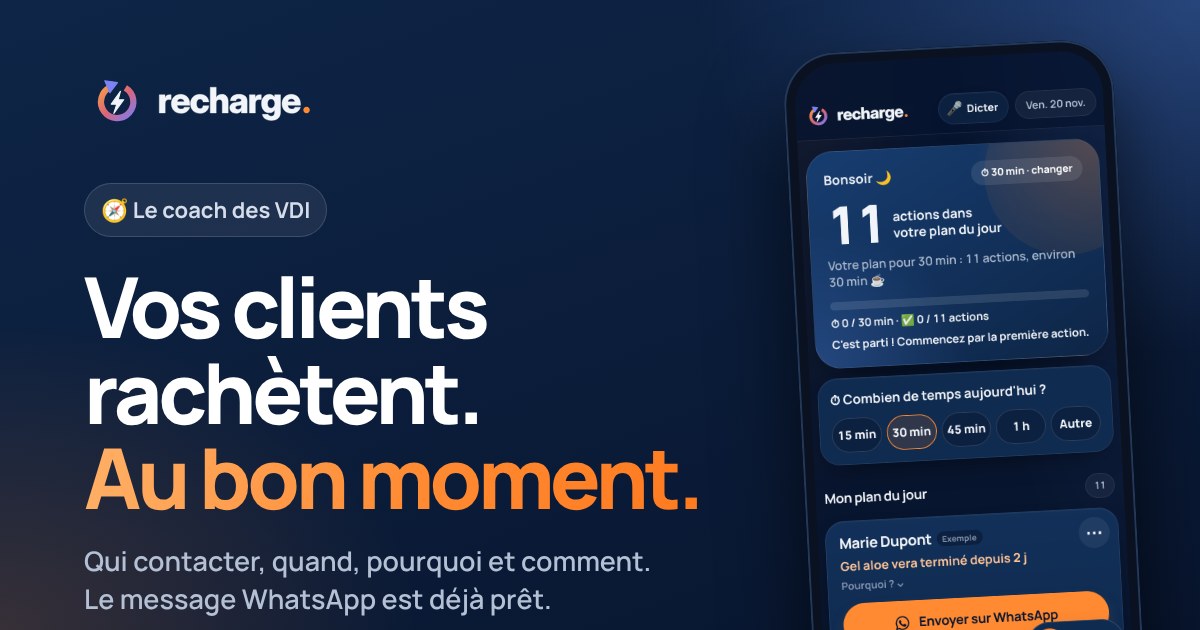 recharge.
🧭 Le coach des VDI
Vos clients
rachètent.
Au bon moment.
Qui contacter, quand, pourquoi et comment.
Le message WhatsApp est déjà prêt.
recharge.
🎤 Dicter
Ven. 20 nov.
Bonsoir 🌙
⏱ 30 min · changer
11
actions dans
votre plan du jour
Votre plan pour 30 min : 11 actions, environ
30 min ☕
⏱ 0 / 30 min · ✅ 0 / 11 actions
C'est parti ! Commencez par la première action.
⏱ Combien de temps aujourd'hui ?
15 min
30 min
45 min
1 h
Autre
Mon plan du jour
11
Marie Dupont
Exemple
Gel aloe vera terminé depuis 2 j
Pourquoi ?
Envoyer sur WhatsApp